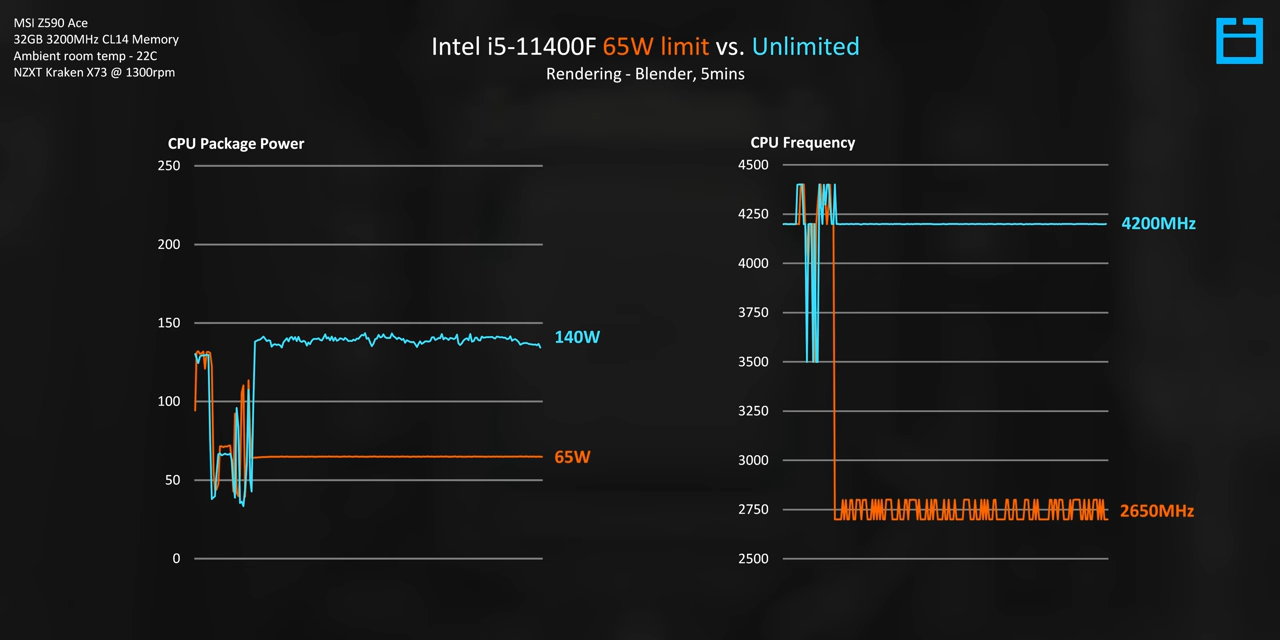 MSI Z590 Ace
32GB 3200MHz CL14 Memory
Ambient room temp - 22C
NZXT Kraken X73 @ 1300rpm
Intel i5-11400F 65W limit vs. Unlimited
Rendering - Blender, 5mins
CPU Package Power
250
200
150
100
50
0
140W
65W
CPU Frequency
4500
4250
4000
3750
3500
3250
3000
2750
2500
4200MHz
2650MHz